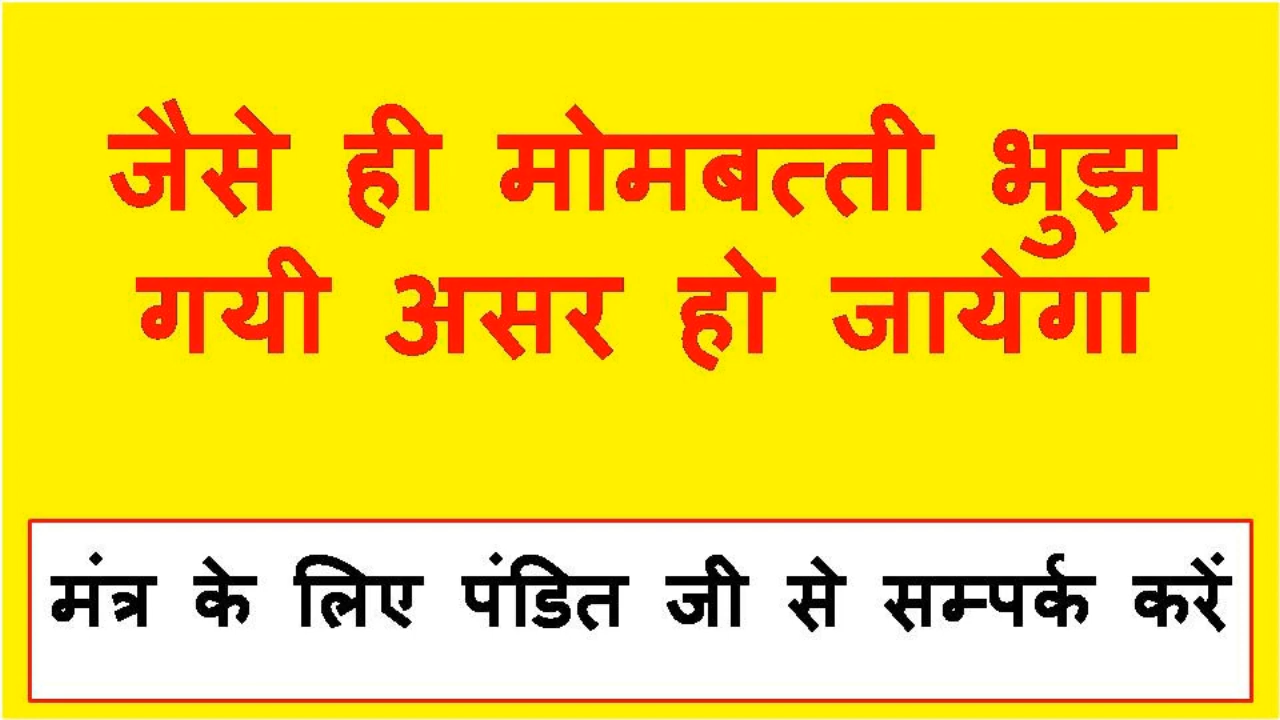 जैसे ही मोमबत्ती भुझ
गयी असर हो जायेगा
मंत्र के लिए पंडित जी से सम्पर्क करें